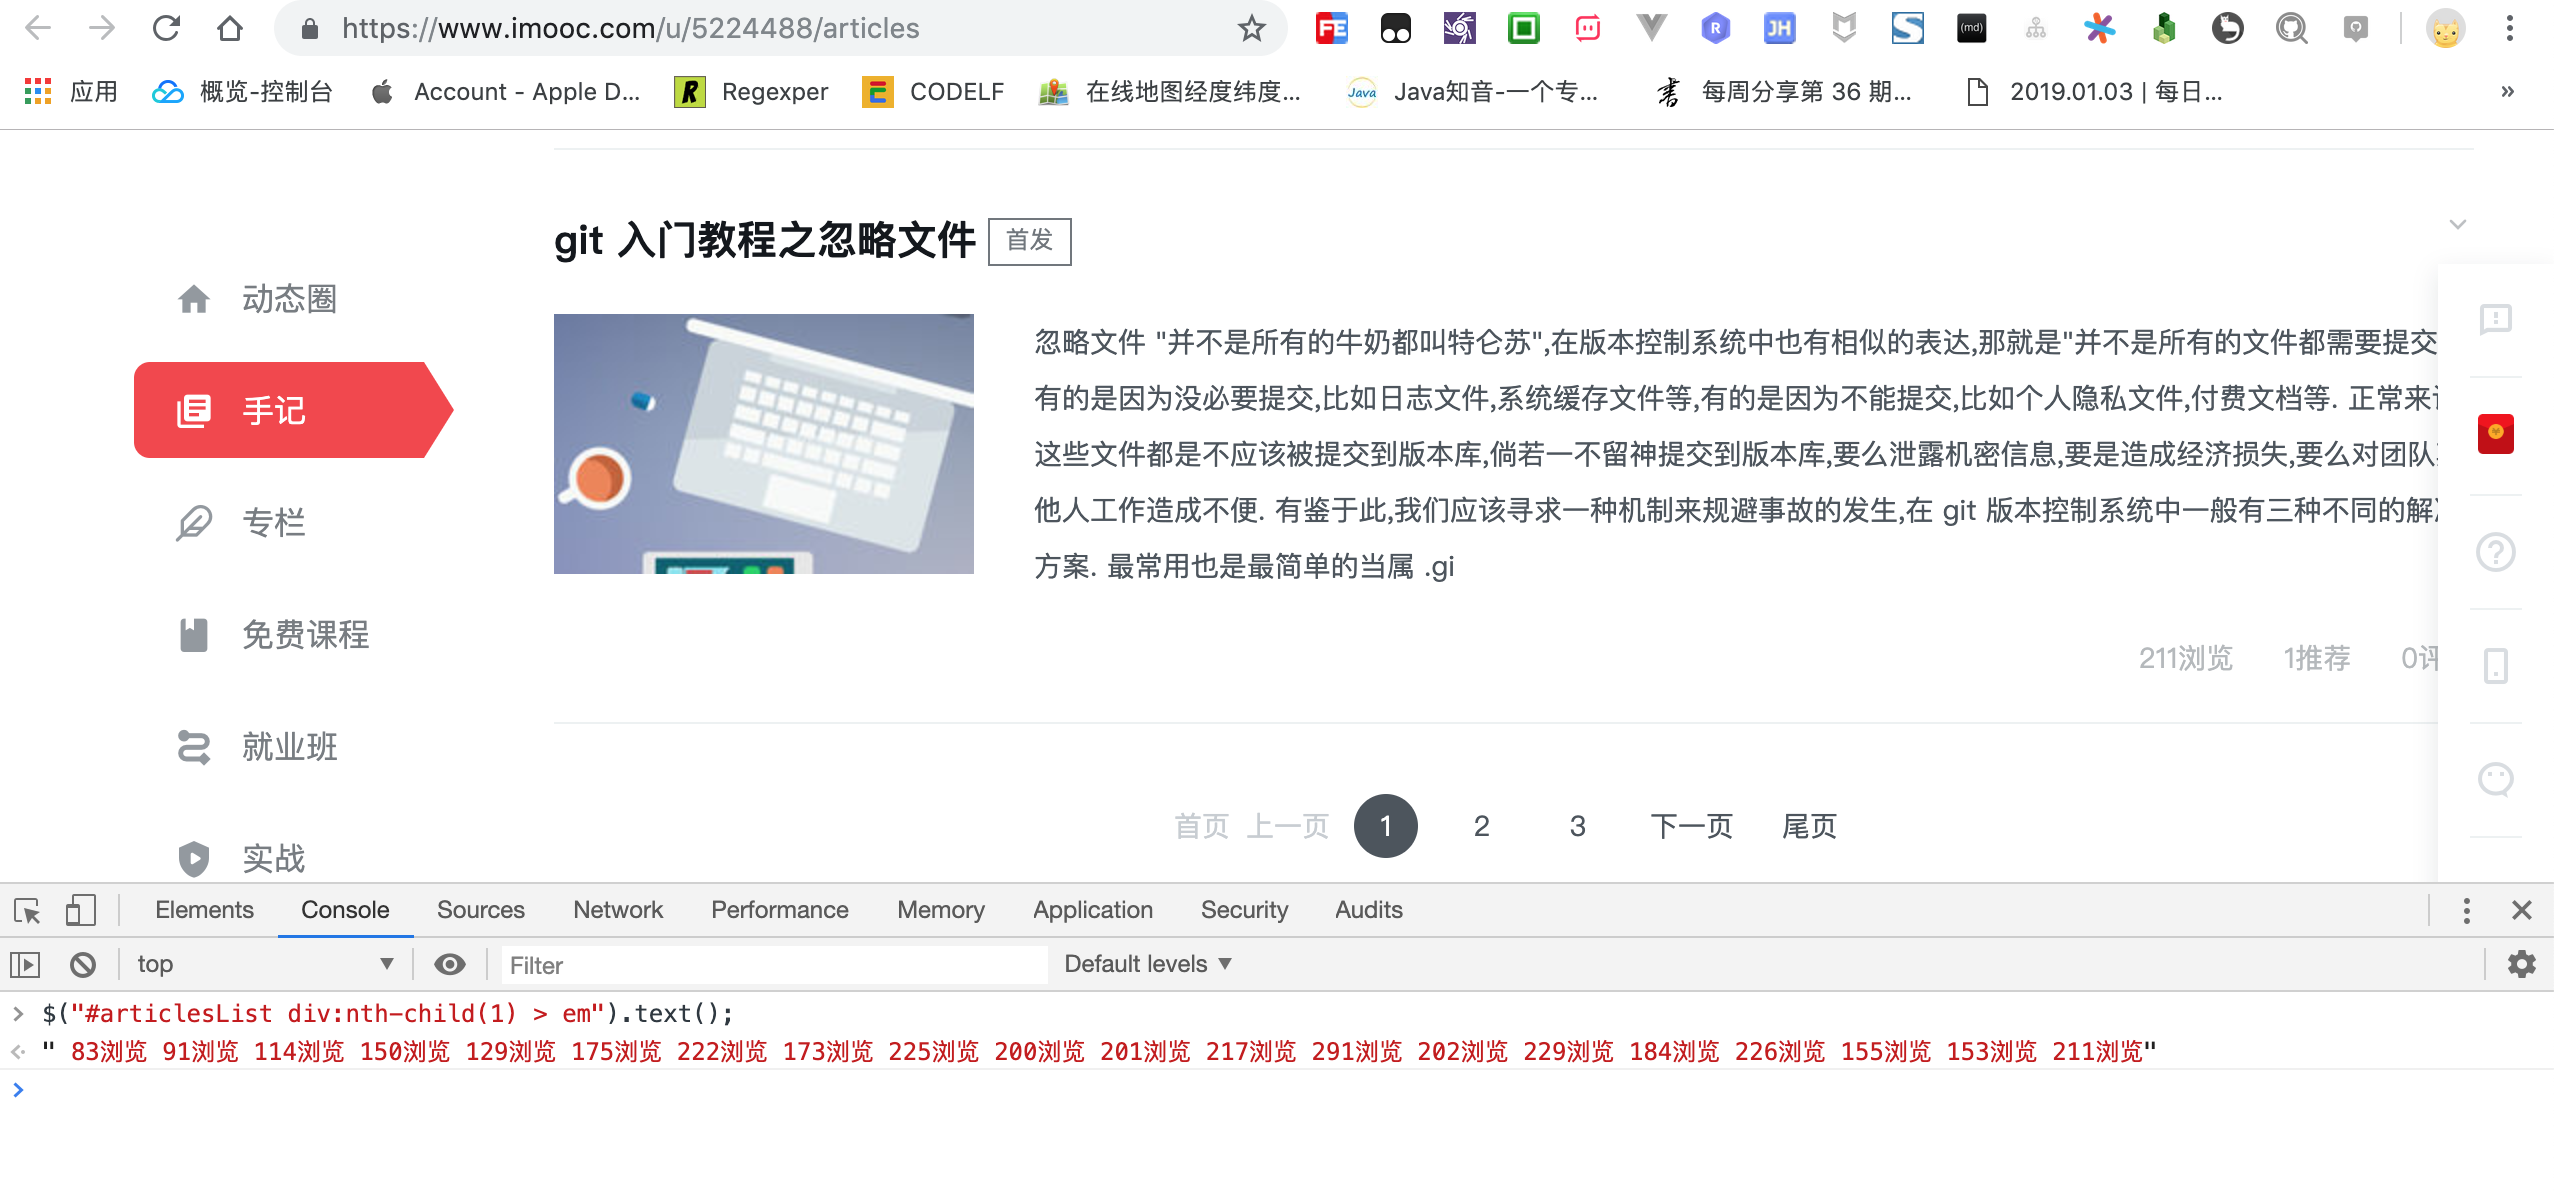 https://www.imooc.com/u/5224488/articles
应用 概览-控制台 Account - Apple D... Regexper CODELF 在线地图经度纬度... Java知音-一个专... 每周分享第 36 期... 2019.01.03 | 每日... »
git 入门教程之忽略文件 首发
动态圈
手记
专栏
免费课程
就业班
实战
忽略文件 "并不是所有的牛奶都叫特仑苏",在版本控制系统中也有相似的表达,那就是"并不是所有的文件都需要提交
有的是因为没必要提交,比如日志文件,系统缓存文件等,有的是因为不能提交,比如个人隐私文件,付费文档等. 正常来
这些文件都是不应该被提交到版本库,倘若一不留神提交到版本库,要么泄露机密信息,要是造成经济损失,要么对团队
他人工作造成不便. 有鉴于此,我们应该寻求一种机制来规避事故的发生,在 git 版本控制系统中一般有三种不同的解
方案. 最常用也是最简单的当属 .gi
211浏览 1推荐 0评
首页 上一页 1 2 3 下一页 尾页
Elements Console Sources Network Performance Memory Application Security Audits
top Filter Default levels
> $("#articlesList div:nth-child(1) > em").text();
" 83浏览 91浏览 114浏览 150浏览 129浏览 175浏览 222浏览 173浏览 225浏览 200浏览 201浏览 217浏览 291浏览 202浏览 229浏览 184浏览 226浏览 155浏览 153浏览 211浏览"
>